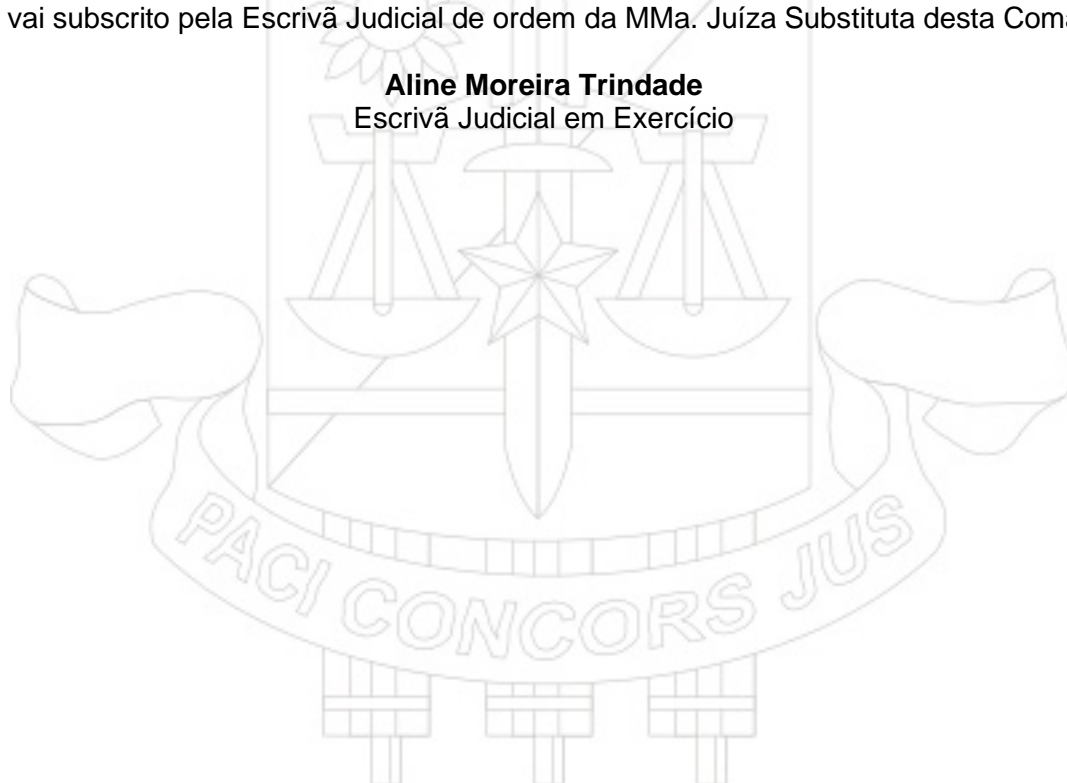 vai subscrito pela Escrivã Judicial de ordem da MMa. Juíza Substituta desta
Aline Moreira Trindade
Escrivã Judicial em Exercício
PACI CONCORS JUS